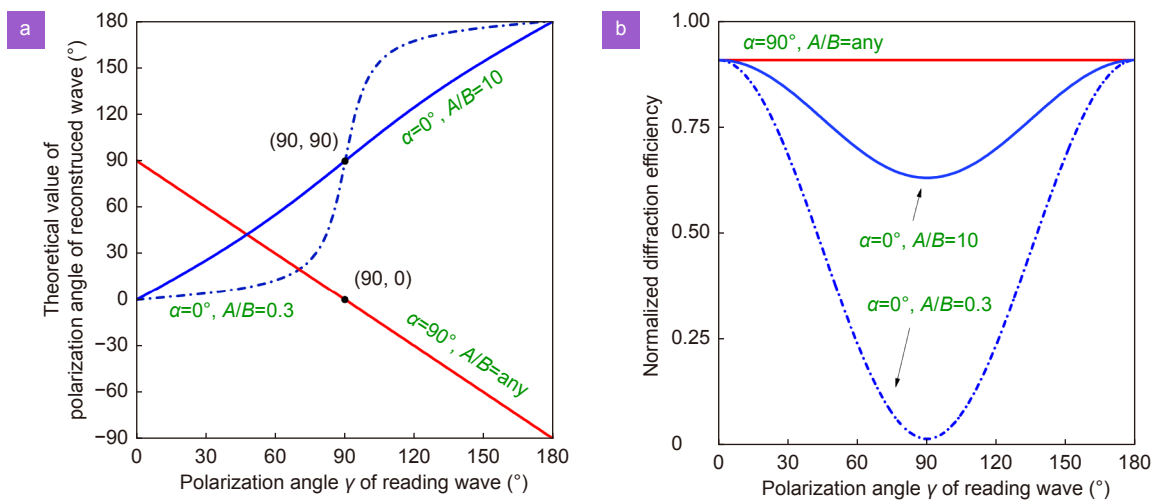 a
Theoretical value of
polarization angle of reconstruced wave (°)
180
150
120
90
60
30
0
−30
−60
−90
0
30
60
90
120
150
180
Polarization angle γ of reading wave (°)
α=0°, A/B=10
(90, 90)
(90, 0)
α=0°, A/B=0.3
α=90°, A/B=any
b
Normalized diffraction efficiency
1.00
0.75
0.50
0.25
0
0
30
60
90
120
150
180
Polarization angle γ of reading wave (°)
α=90°, A/B=any
α=0°, A/B=10
α=0°, A/B=0.3